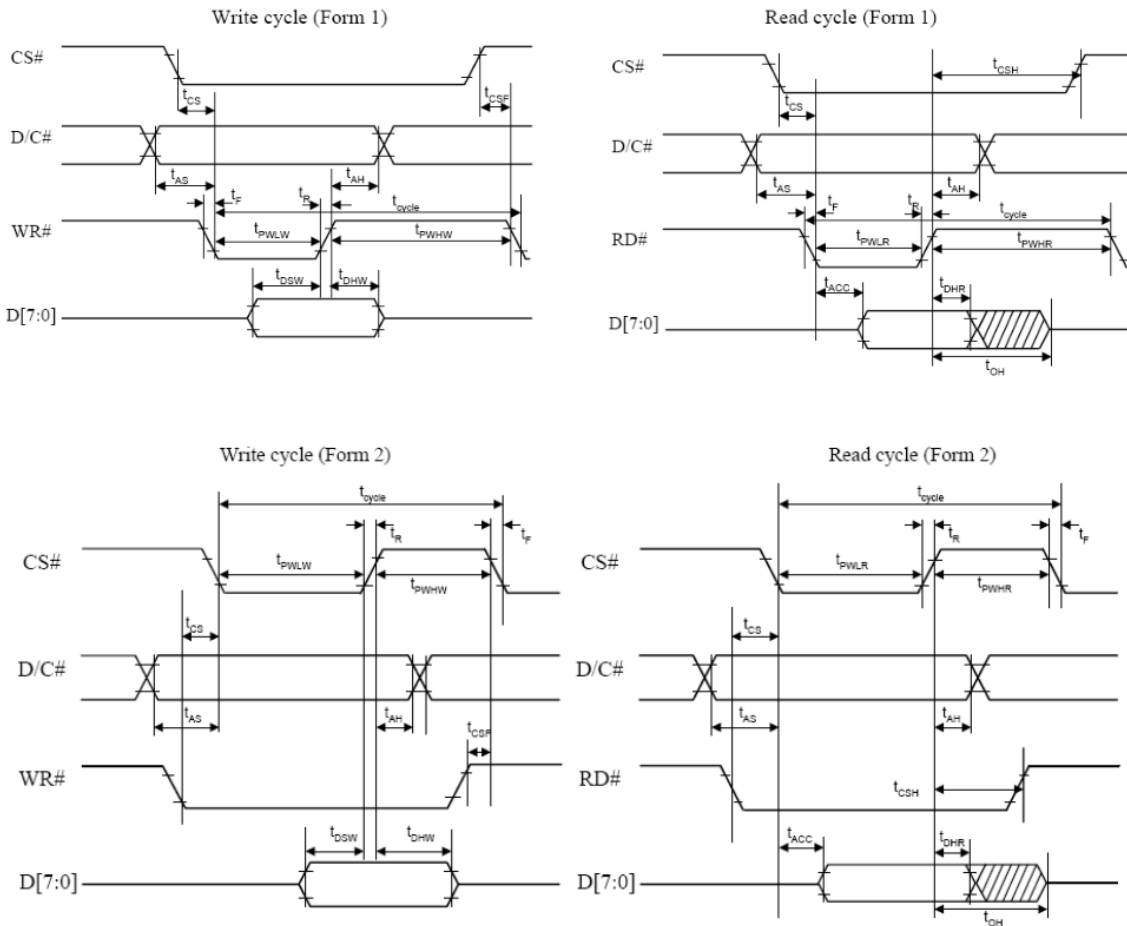 Write cycle (Form 1)
CS#
tCS
tCSF
D/C#
tAS
tF
tR
tAH
tcycle
WR#
tPWLW
tPWHW
tDSW
tDHW
D[7:0]
Read cycle (Form 1)
CS#
tCSH
tCS
D/C#
tAS
tF
tR
tAH
tcycle
RD#
tPWLR
tPWHR
tACC
tDHR
D[7:0]
tOH
Write cycle (Form 2)
tcycle
tR
tF
CS#
tPWLW
tPWHW
tCS
D/C#
tAS
tAH
tCSF
WR#
tDSW
tDHW
D[7:0]
Read cycle (Form 2)
tcycle
tR
tF
CS#
tPWLR
tPWHR
tCS
D/C#
tAS
tAH
RD#
tCSH
tACC
tDHR
D[7:0]
tOH